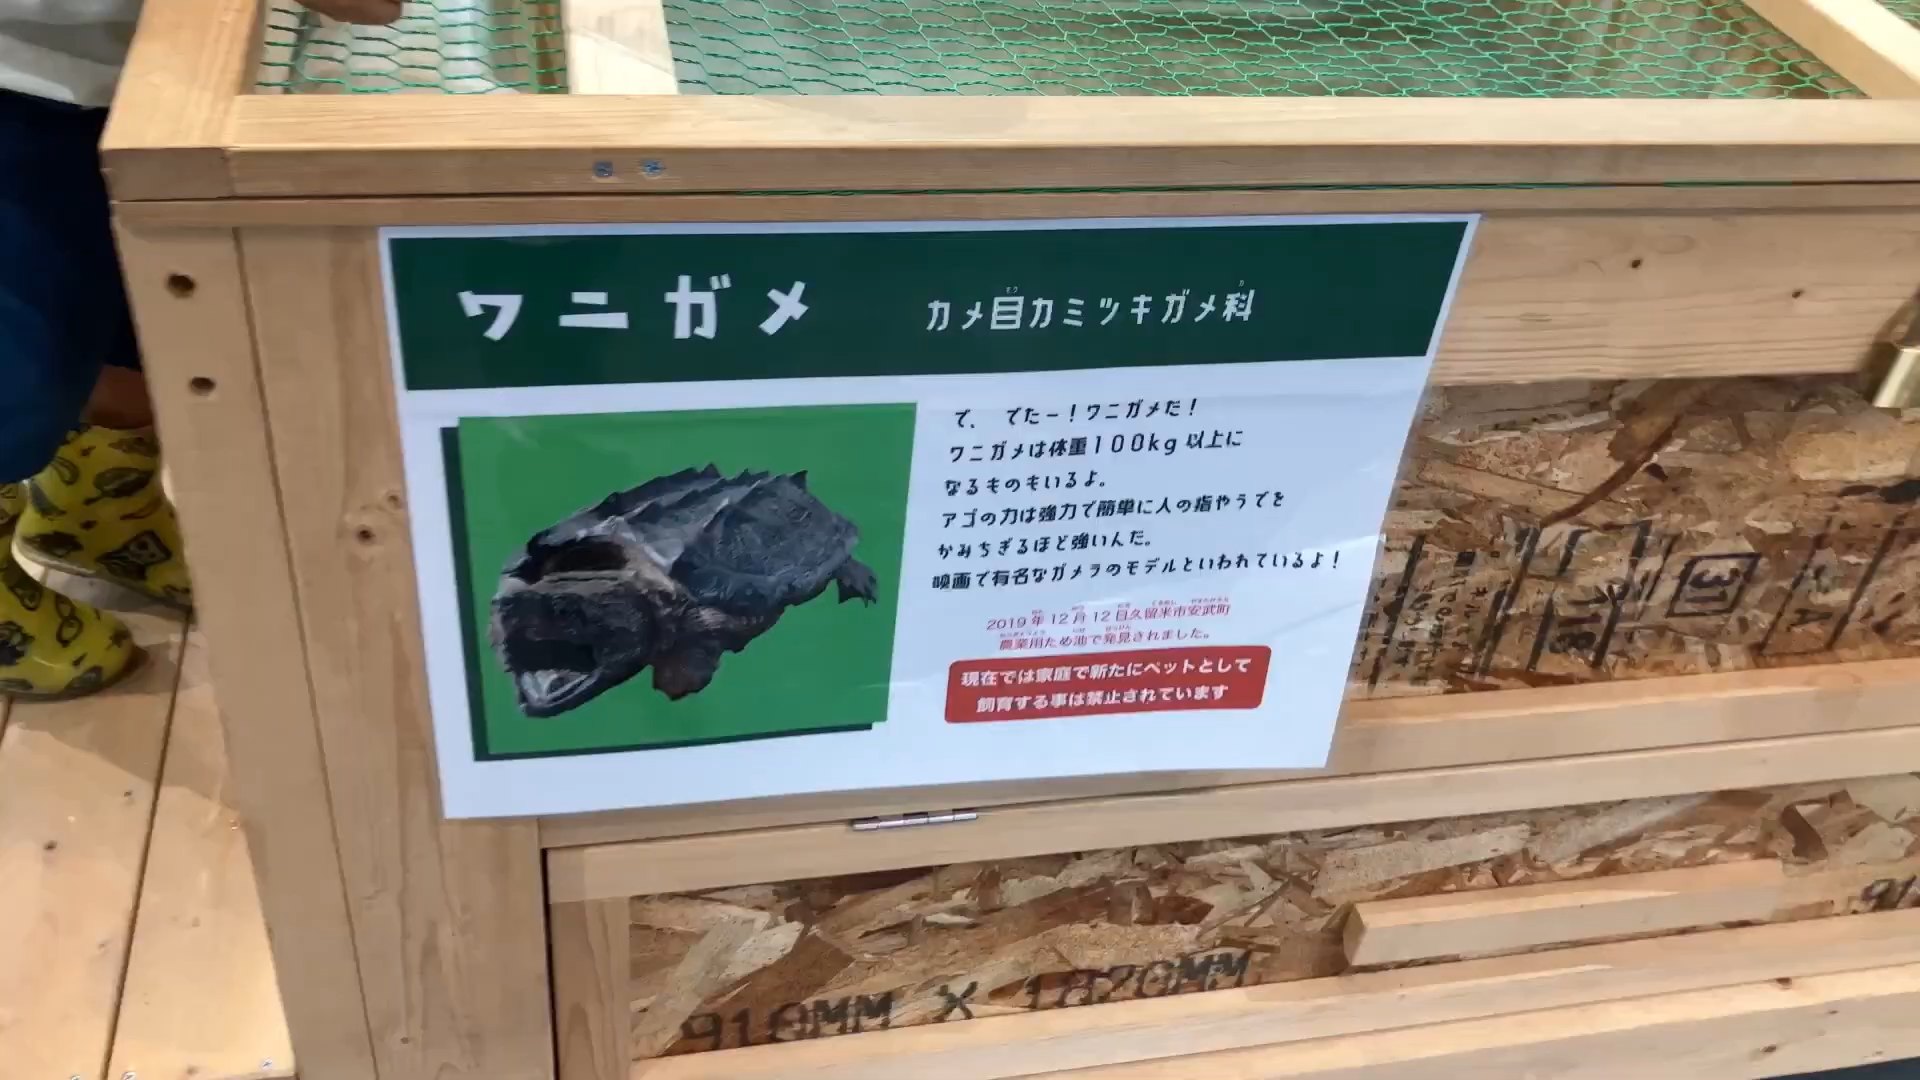 ワニガメ
カメ目カミツキガメ科
で、でたー！ワニガメだ！
ワニガメは体重100kg以上に
なるものもいるよ。
アゴの力は強力で簡単に人の指やうでを
かみちぎるほど強いんだ。
映画で有名なガメラのモデルといわれているよ！
2019年12月12日久留米市安武町
農業用ため池で発見されました。
現在では家庭で新たにペットとして
飼育する事は禁止されています
31
910MM X 1820MM
91